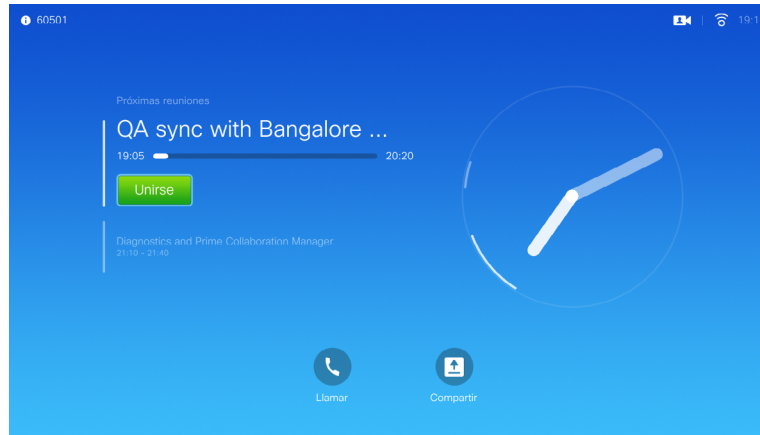 60501
19:1
Próximas reuniones
QA sync with Bangalore ...
19:05 20:20
Unirse
Diagnostics and Prime Collaboration Manager
21:10 - 21:40
Llamar Compartir